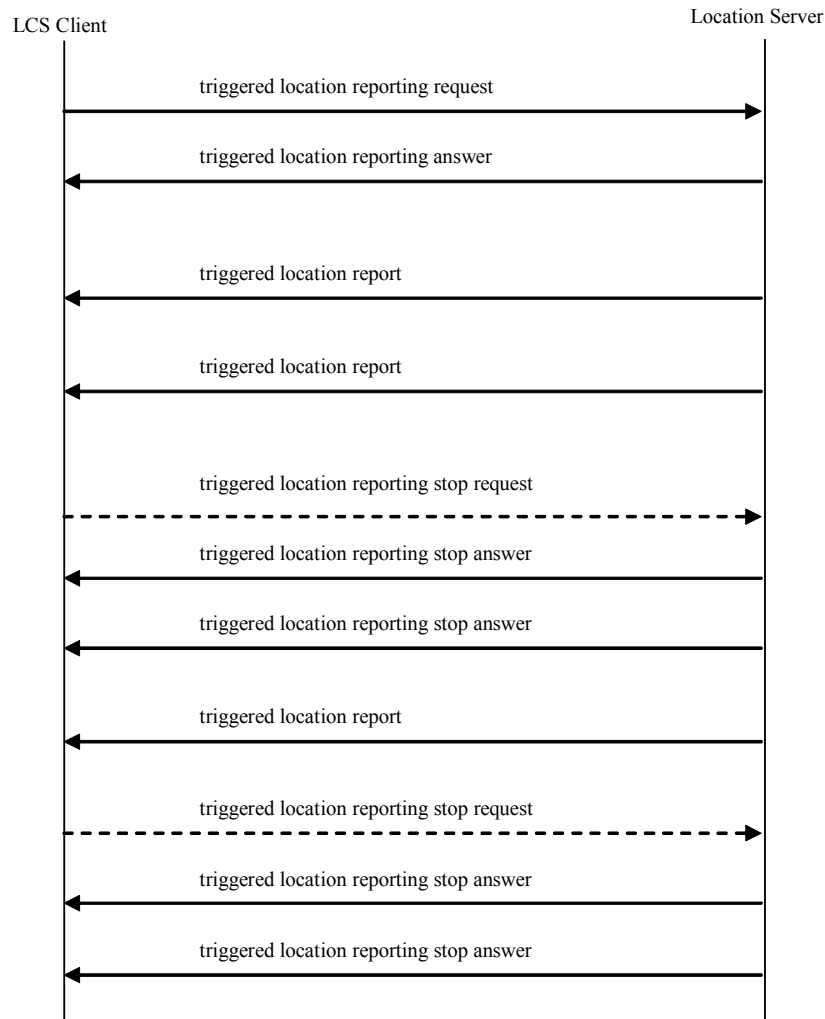 LCS Client
Location Server
triggered location reporting request
triggered location reporting answer
triggered location report
triggered location report
triggered location reporting stop request
triggered location reporting stop answer
triggered location reporting stop answer
triggered location report
triggered location reporting stop request
triggered location reporting stop answer
triggered location reporting stop answer